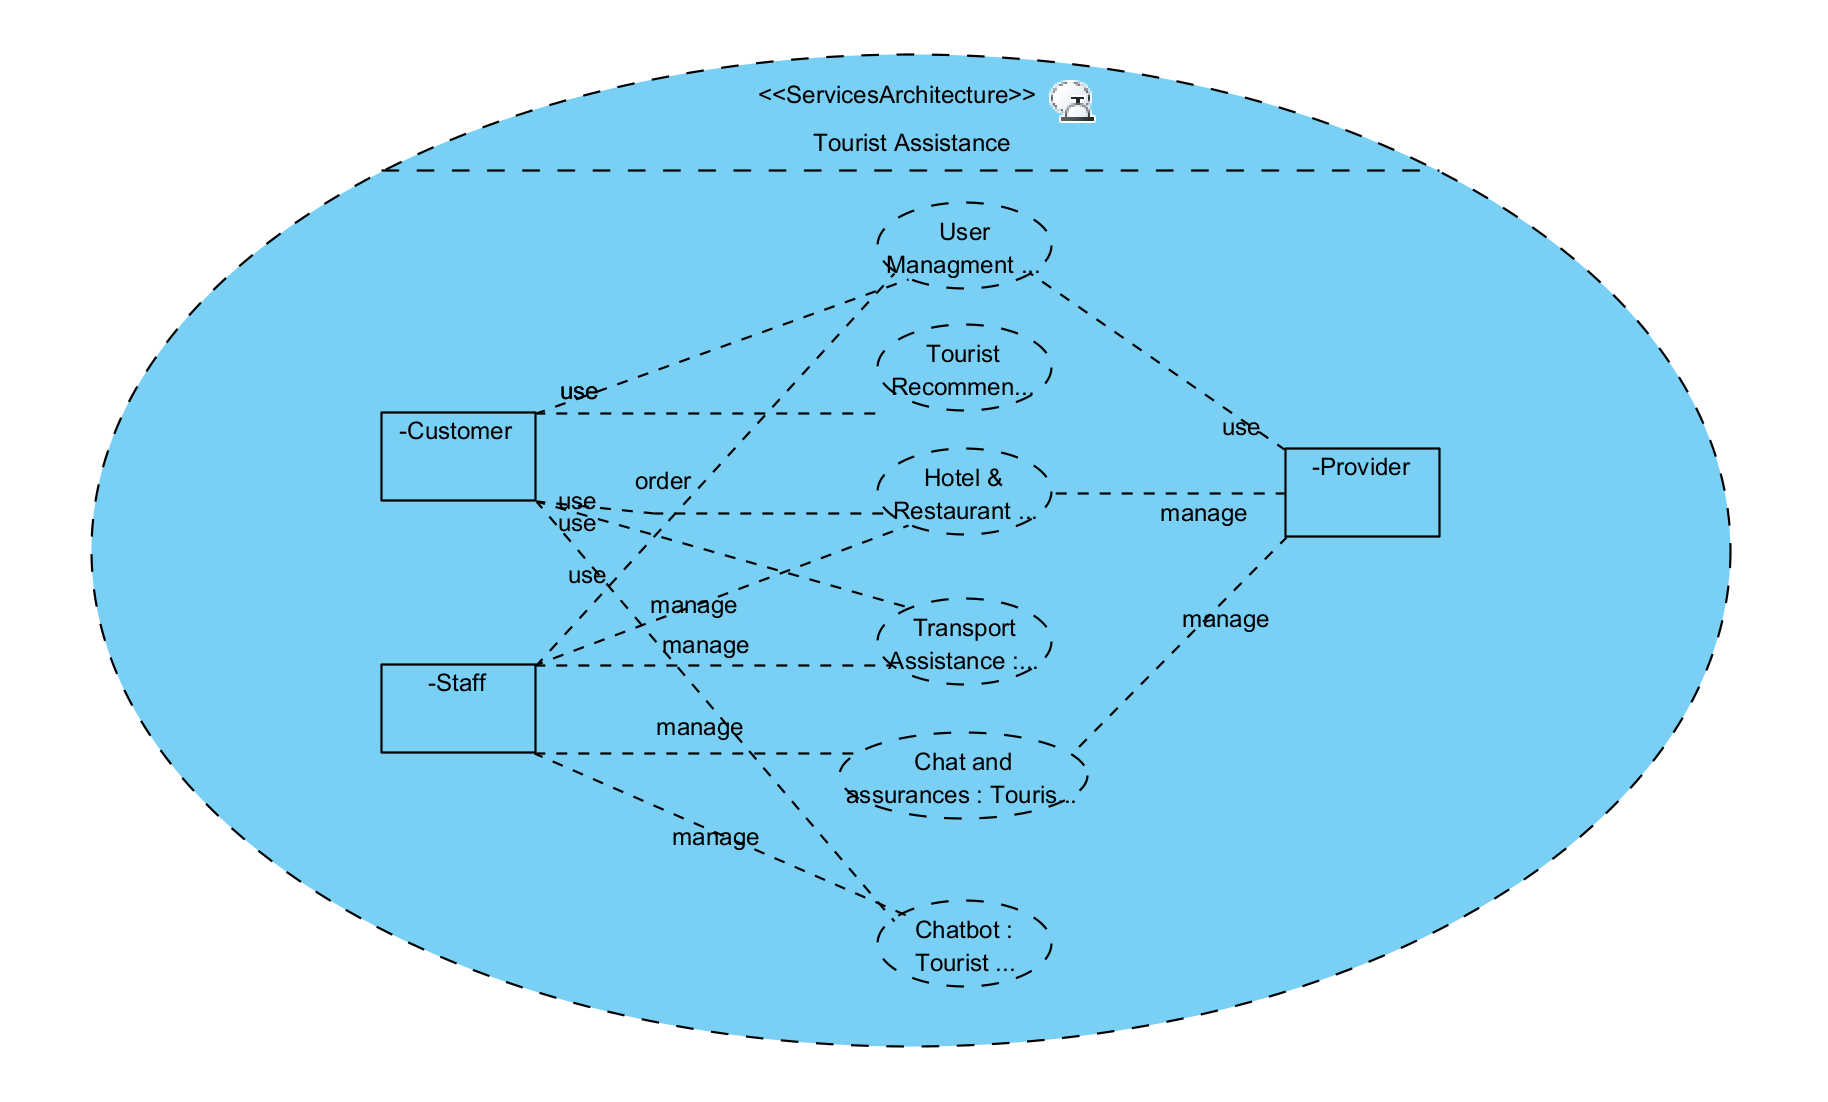 <<ServicesArchitecture>>
Tourist Assistance
User
Managment ...
Tourist
Recommen...
use
-Customer
use
-Provider
order
Hotel &
Restaurant ...
use
use
manage
use
manage
manage
Transport
Assistance :...
manage
-Staff
manage
Chat and
assurances : Touris...
manage
Chatbot :
Tourist ...